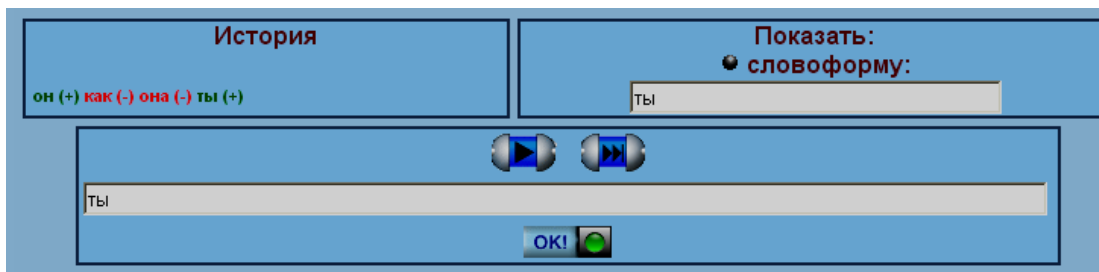 История
он (+) как (-) она (-) ты (+)
Показать:
словоформу:
ты
ты
OK!